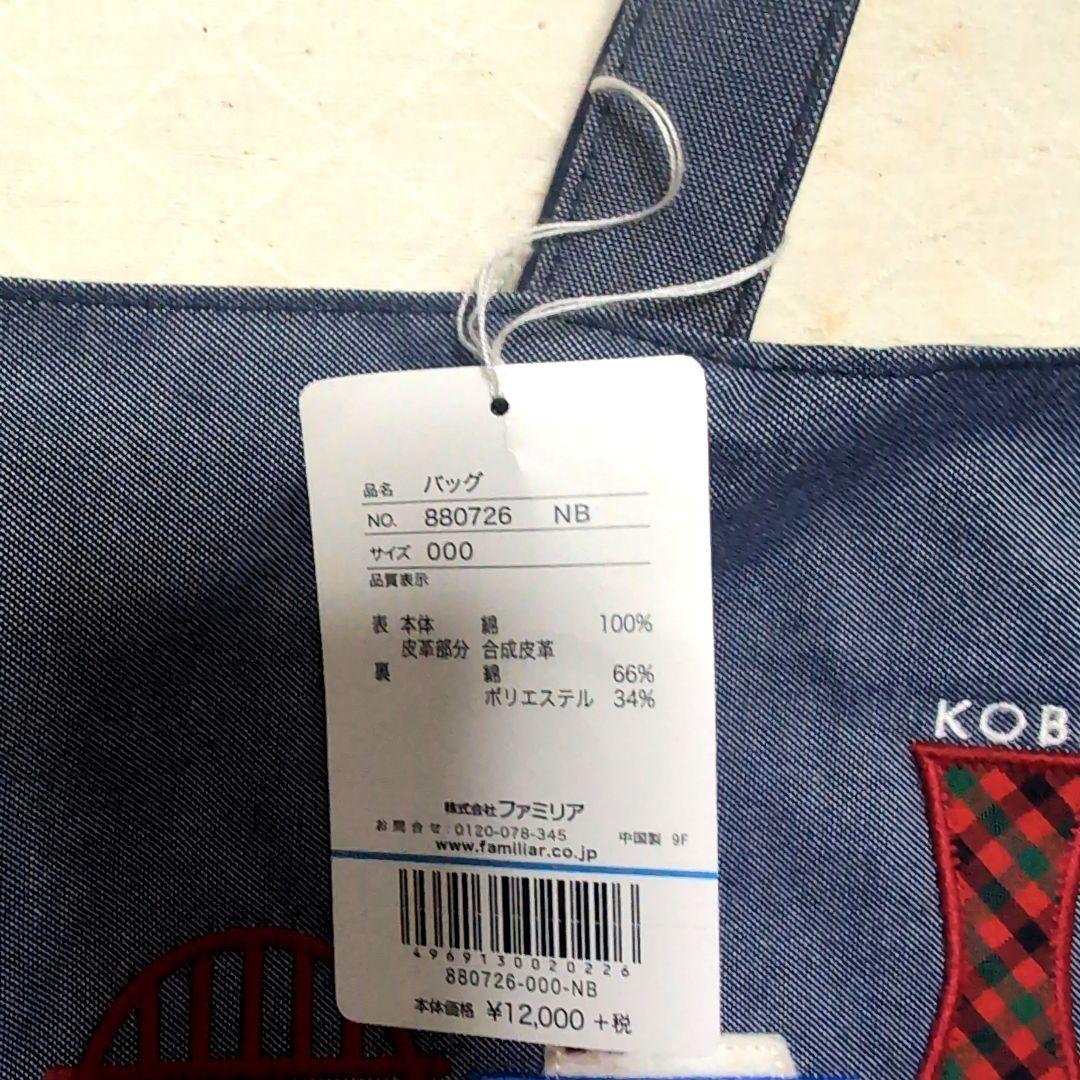 品名 バッグ
NO. 880726 NB
サイズ 000
品質表示
表 本体 綿 100%
皮革部分 合成皮革
裏 綿 66%
ポリエステル 34%
株式会社ファミリア
お問合せ:0120-078-345 中国製 9F
www.familiar.co.jp
4969130020226
880726-000-NB
本体価格 ¥12,000 +税
KOB